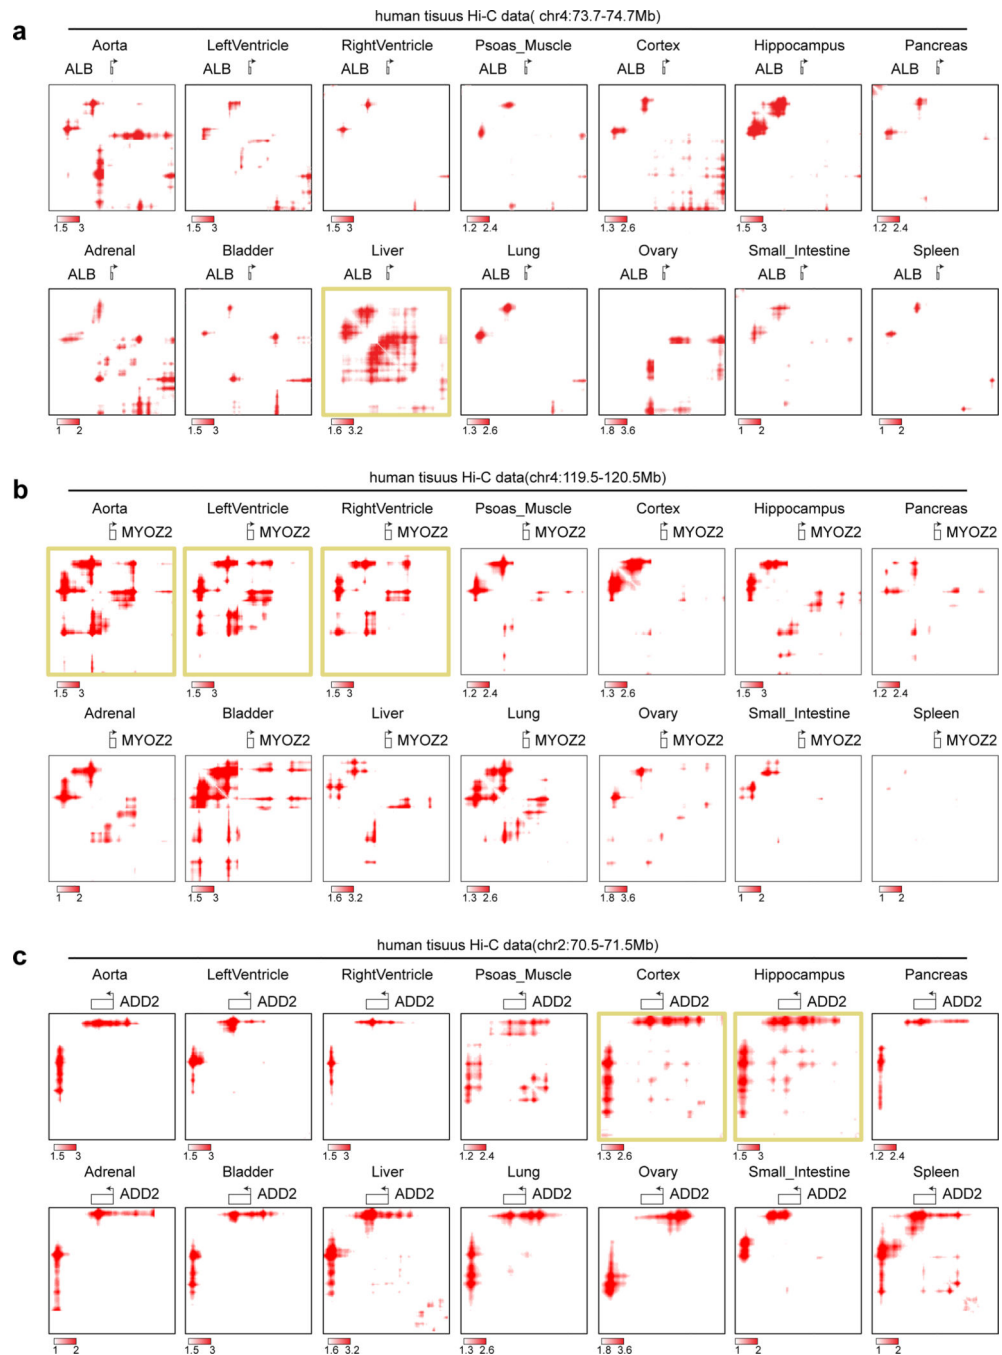 a
human tisuus Hi-C data( chr4:73.7-74.7Mb)
Aorta LeftVentricle RightVentricle Psoas_Muscle Cortex Hippocampus Pancreas
ALB ALB ALB ALB ALB ALB ALB
1.5 3 1.5 3 1.5 3 1.2 2.4 1.3 2.6 1.5 3 1.2 2.4
Adrenal Bladder Liver Lung Ovary Small_Intestine Spleen
ALB ALB ALB ALB ALB ALB ALB
1 2 1.5 3 1.6 3.2 1.3 2.6 1.8 3.6 1 2 1 2
b
human tisuus Hi-C data(chr4:119.5-120.5Mb)
Aorta LeftVentricle RightVentricle Psoas_Muscle Cortex Hippocampus Pancreas
MYOZ2 MYOZ2 MYOZ2 MYOZ2 MYOZ2 MYOZ2 MYOZ2
1.5 3 1.5 3 1.5 3 1.2 2.4 1.3 2.6 1.5 3 1.2 2.4
Adrenal Bladder Liver Lung Ovary Small_Intestine Spleen
MYOZ2 MYOZ2 MYOZ2 MYOZ2 MYOZ2 MYOZ2 MYOZ2
1 2 1.5 3 1.6 3.2 1.3 2.6 1.8 3.6 1 2 1 2
c
human tisuus Hi-C data(chr2:70.5-71.5Mb)
Aorta LeftVentricle RightVentricle Psoas_Muscle Cortex Hippocampus Pancreas
ADD2 ADD2 ADD2 ADD2 ADD2 ADD2 ADD2
1.5 3 1.5 3 1.5 3 1.2 2.4 1.3 2.6 1.5 3 1.2 2.4
Adrenal Bladder Liver Lung Ovary Small_Intestine Spleen
ADD2 ADD2 ADD2 ADD2 ADD2 ADD2 ADD2
1 2 1.5 3 1.6 3.2 1.3 2.6 1.8 3.6 1 2 1 2